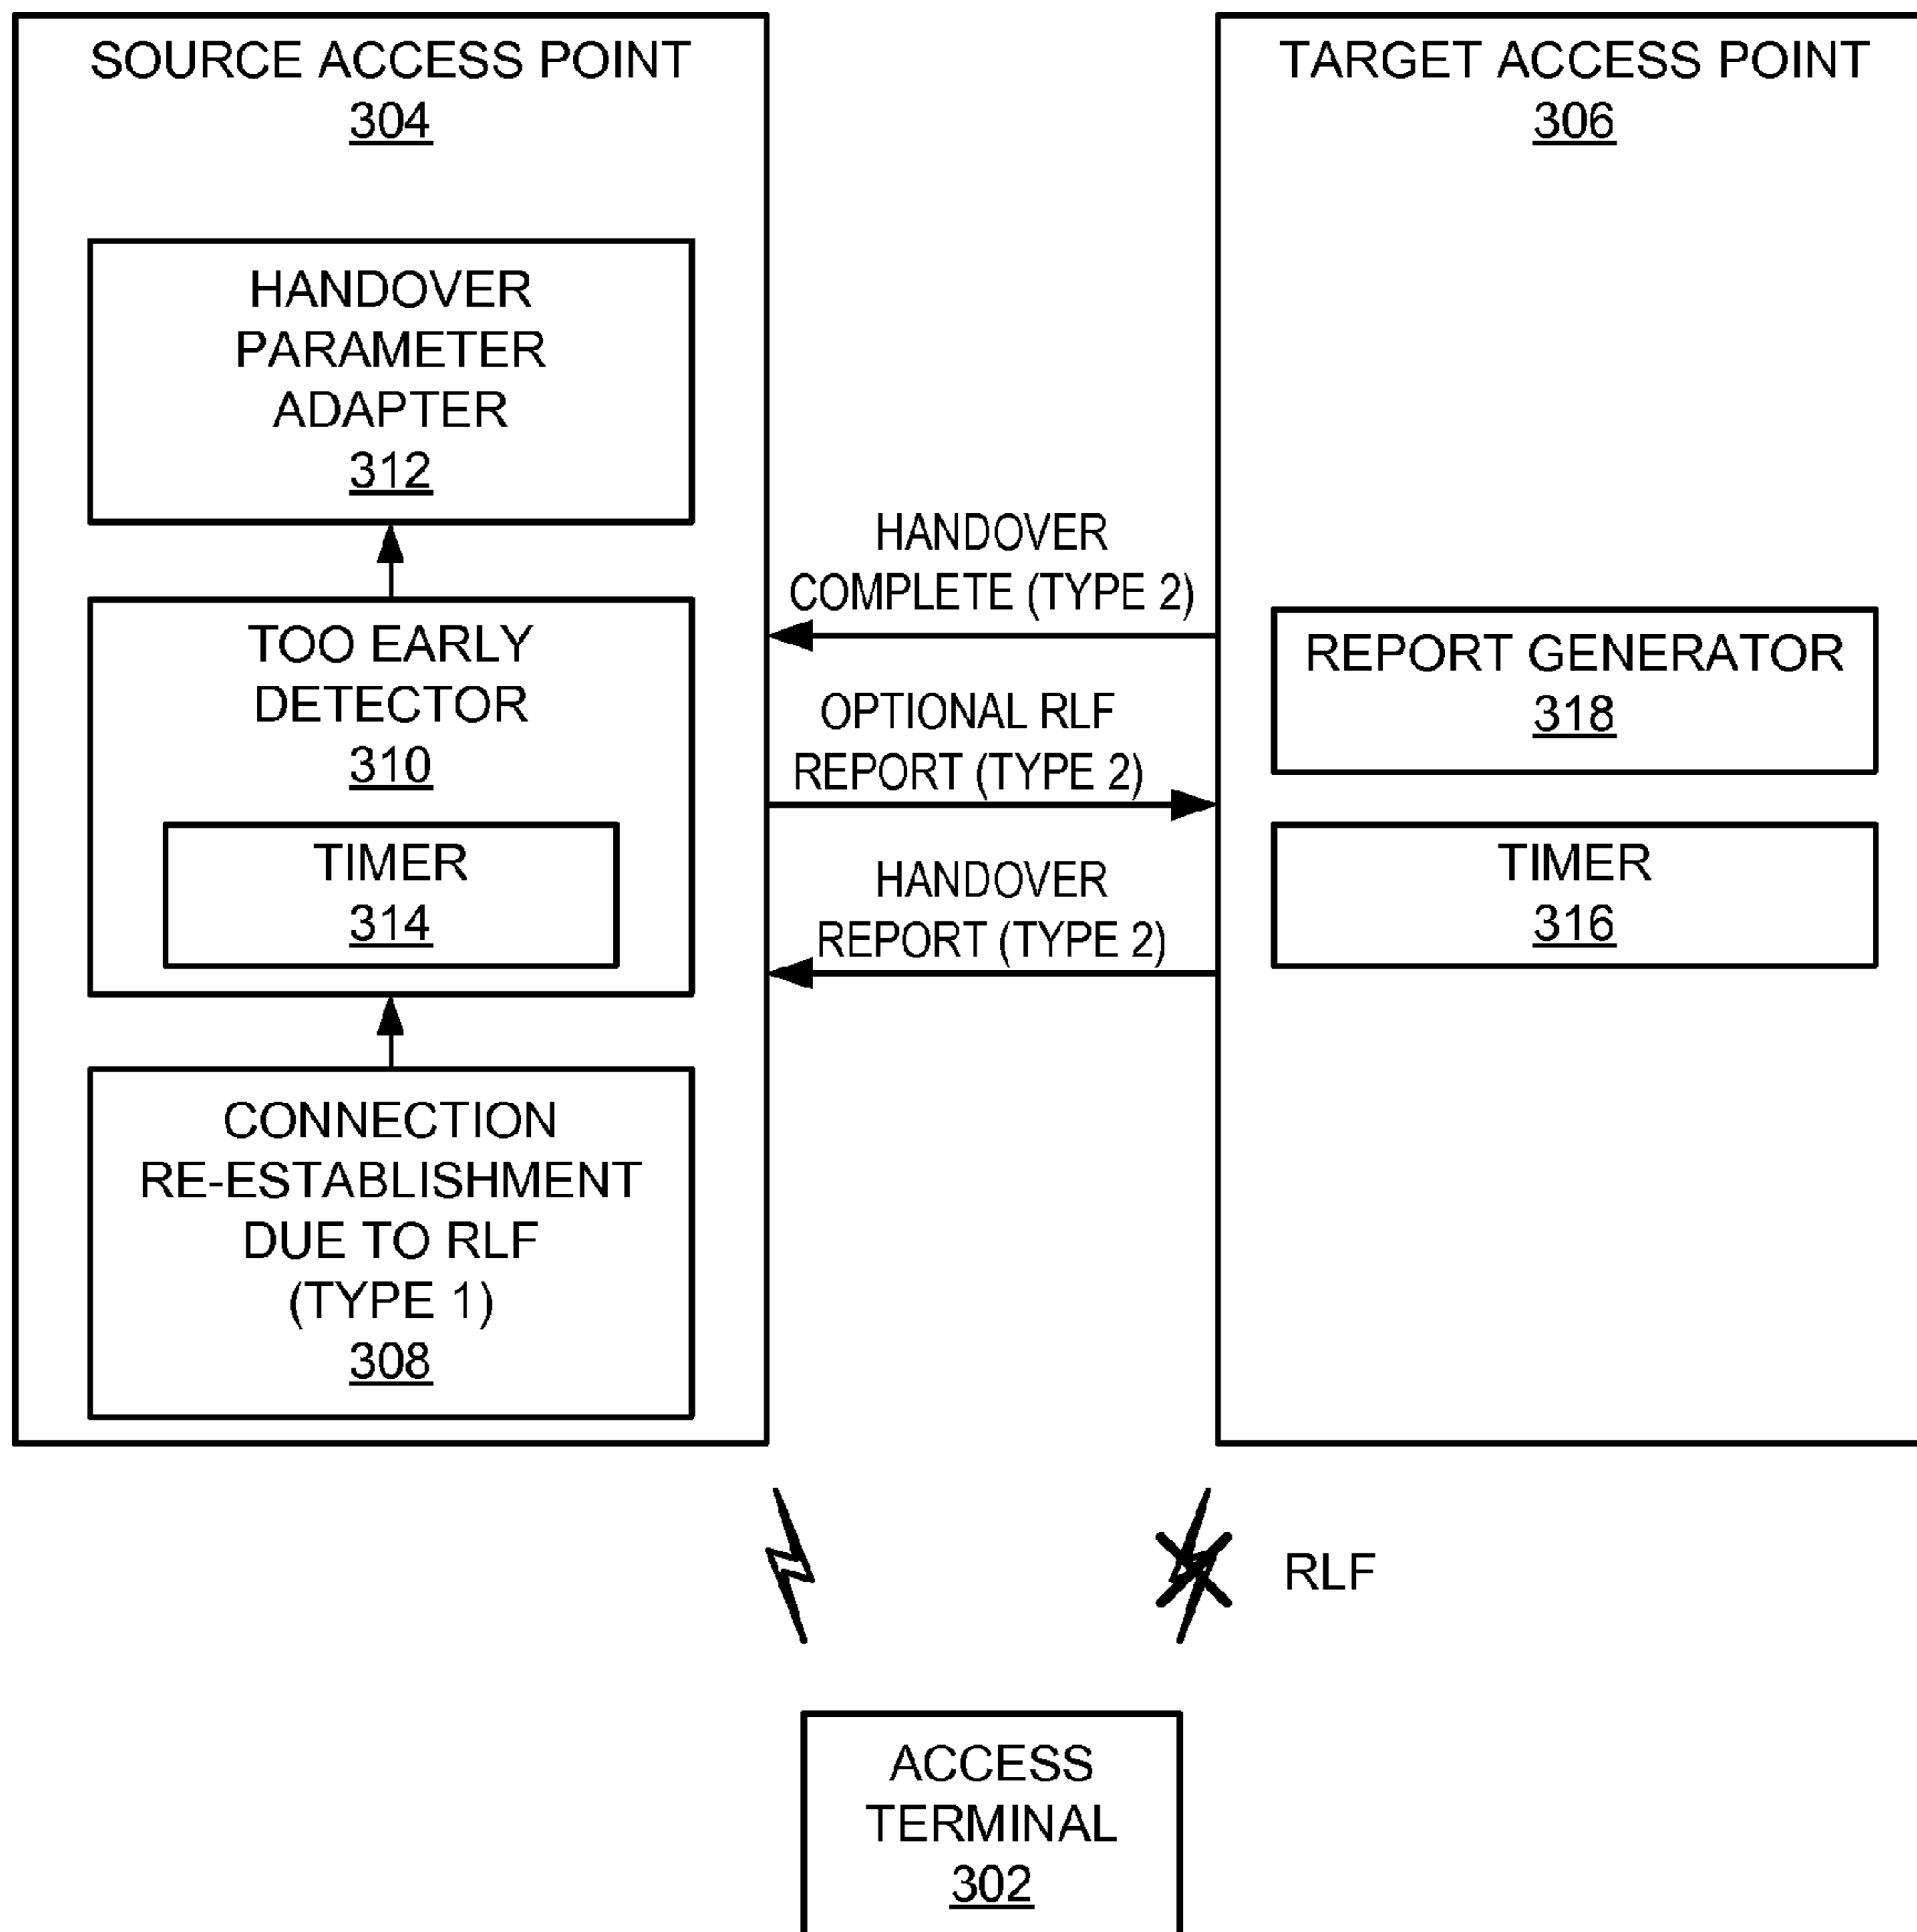 SOURCE ACCESS POINT
304
HANDOVER
PARAMETER
ADAPTER
312
TOO EARLY
DETECTOR
310
TIMER
314
CONNECTION
RE-ESTABLISHMENT
DUE TO RLF
(TYPE 1)
308
HANDOVER
COMPLETE (TYPE 2)
OPTIONAL RLF
REPORT (TYPE 2)
HANDOVER
REPORT (TYPE 2)
TARGET ACCESS POINT
306
REPORT GENERATOR
318
TIMER
316
RLF
ACCESS
TERMINAL
302